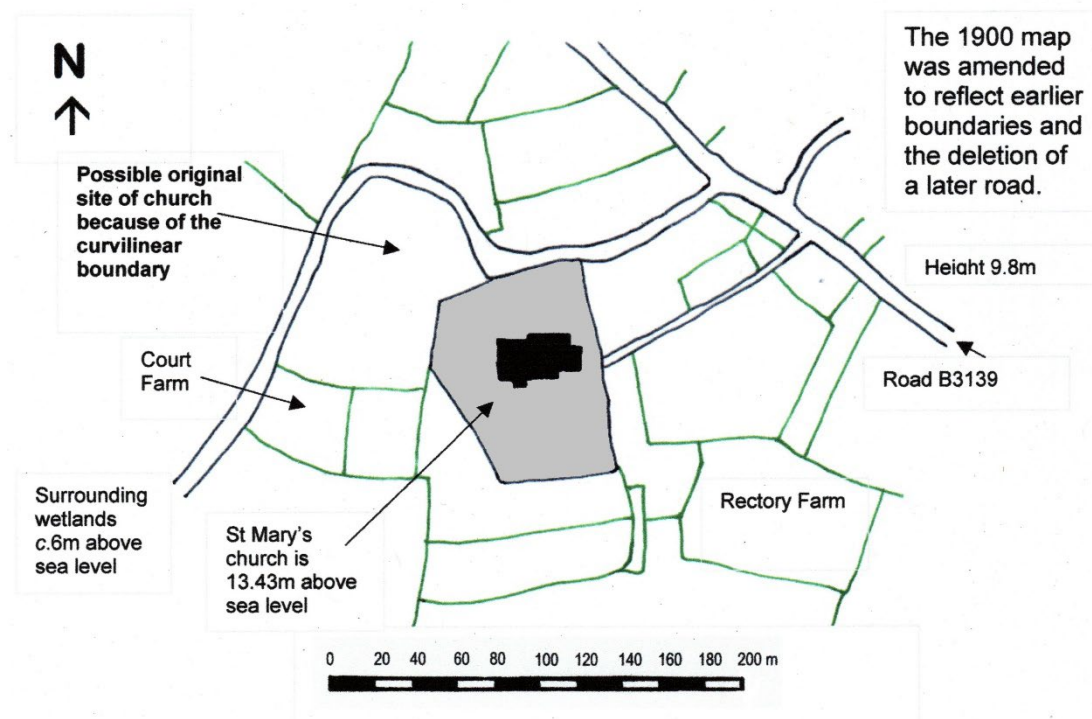 N
The 1900 map
was amended
to reflect earlier
boundaries and
the deletion of
a later road.
Possible original
site of church
because of the
curvilinear
boundary
Height 9.8m
Court
Farm
Road B3139
Surrounding
wetlands
c.6m above
sea level
St Mary’s
church is
13.43m above
sea level
Rectory Farm
0 20 40 60 80 100 120 140 160 180 200 m